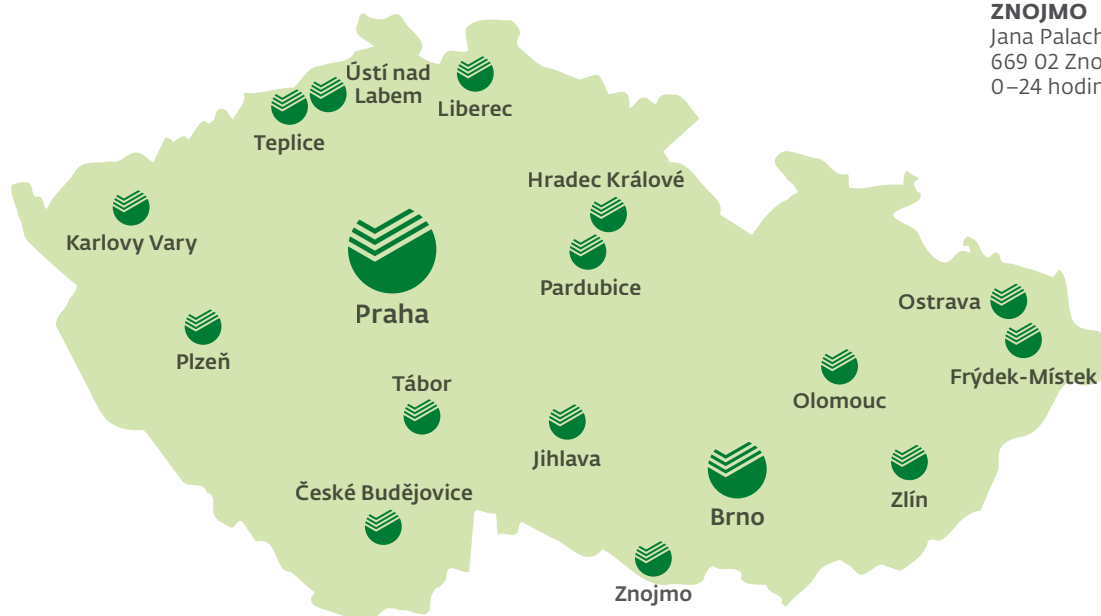 ZNOJMO
Jana Palach
669 02 Zno
0–24 hodin
Ústí nad
Labem
Liberec
Teplice
Hradec Králové
Karlovy Vary
Pardubice
Praha
Ostrava
Plzeň
Frýdek-Místek
Tábor
Olomouc
Jihlava
České Budějovice
Zlín
Brno
Znojmo